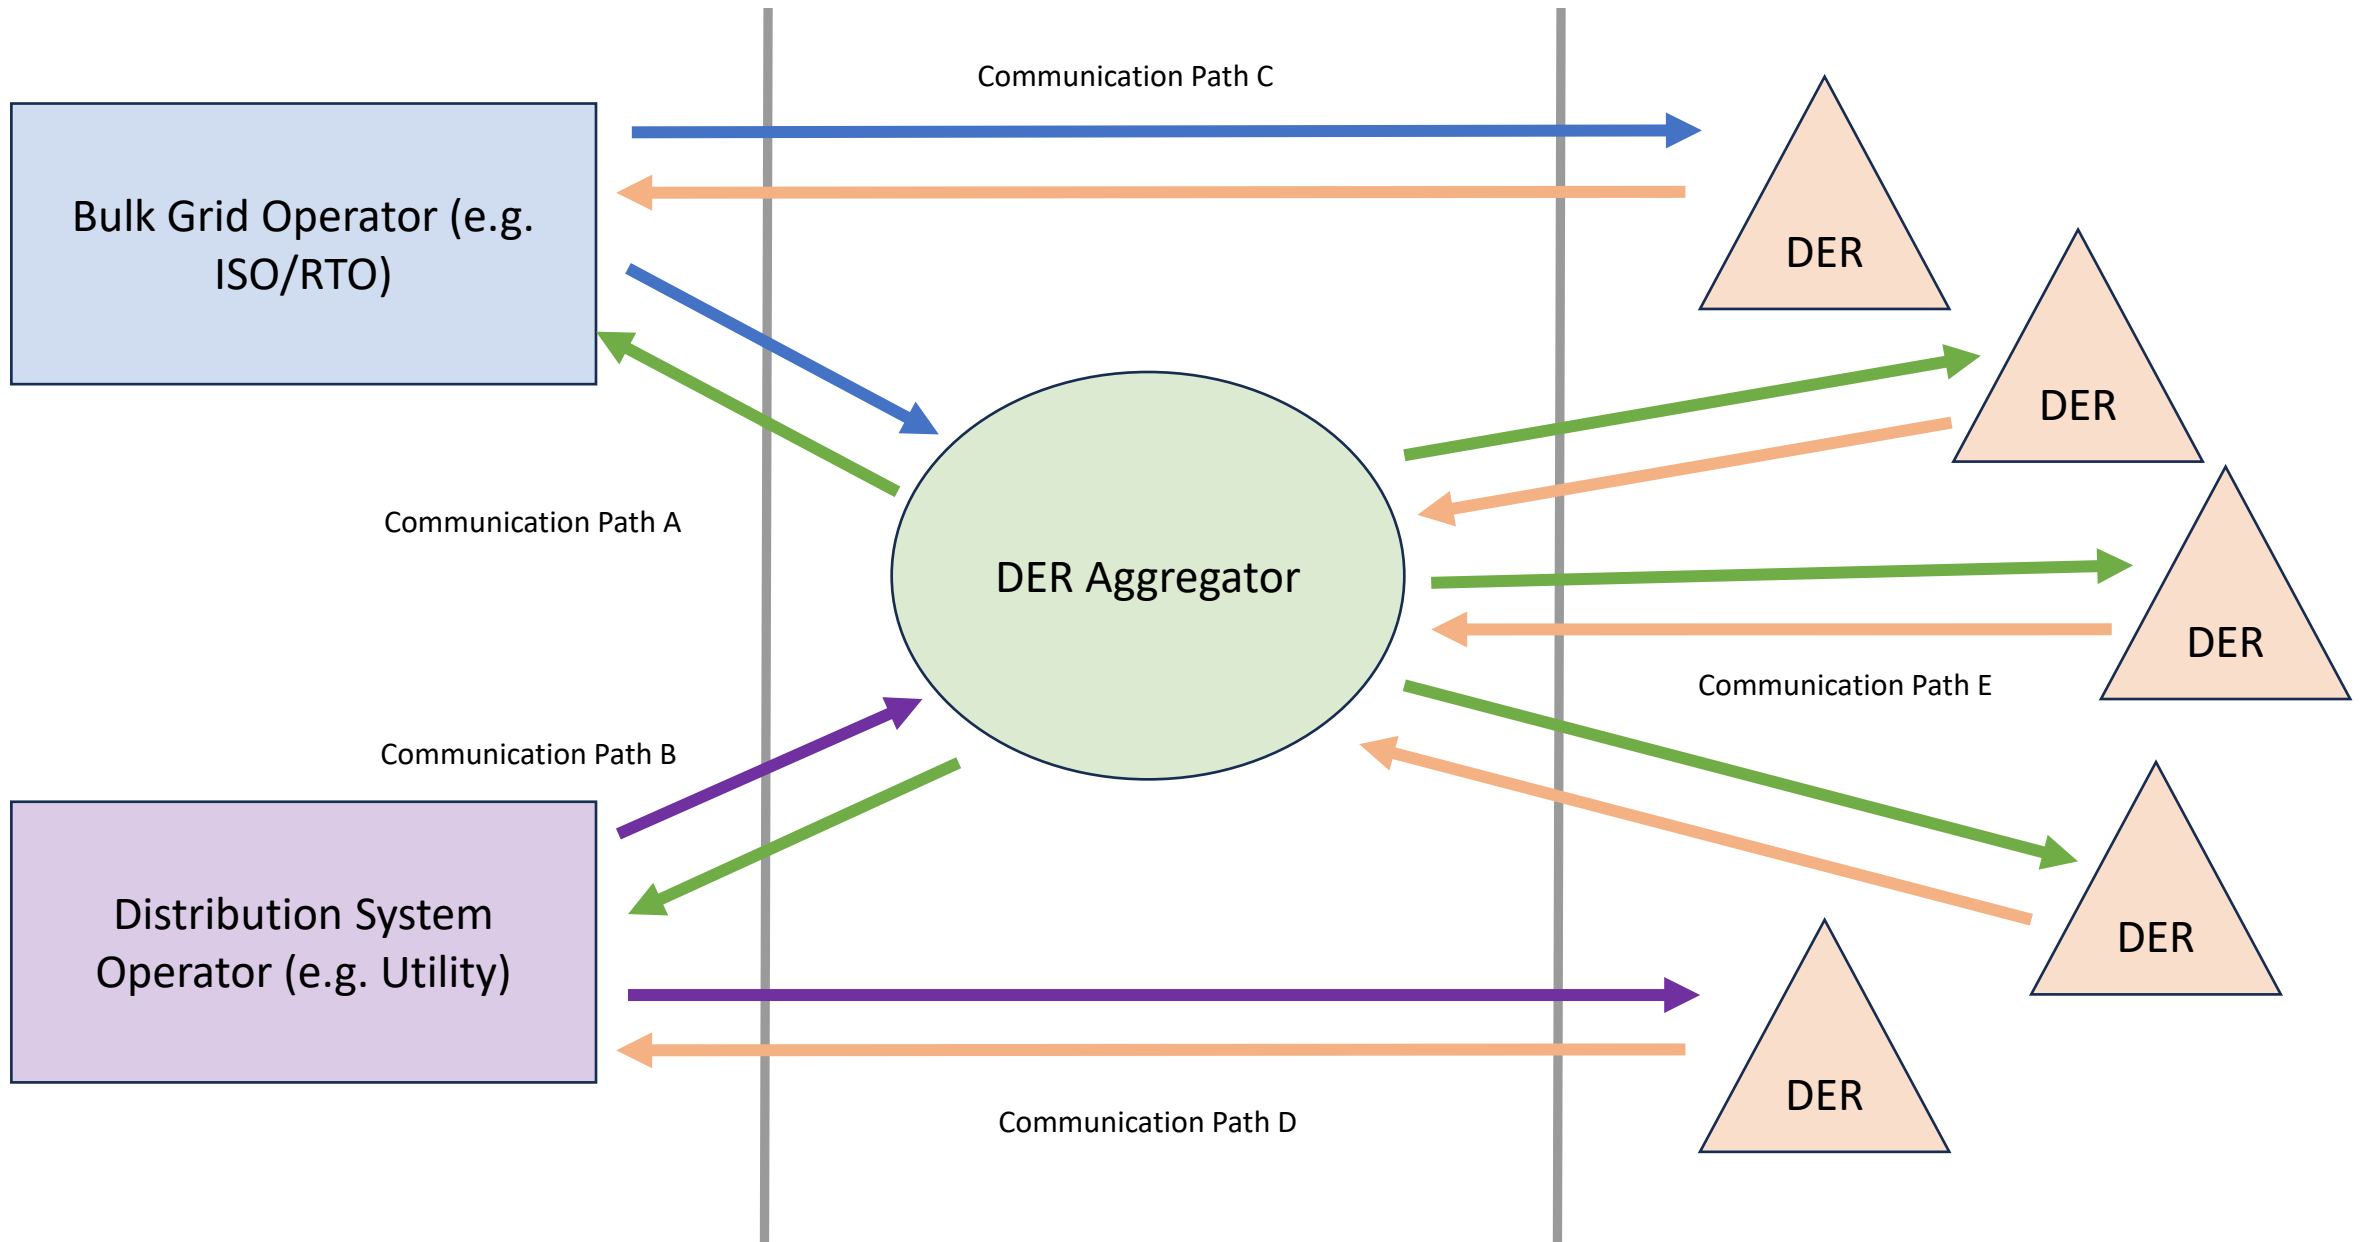 Communication Path C
Bulk Grid Operator (e.g.
ISO/RTO)
DER
DER
Communication Path A
DER Aggregator
DER
Communication Path E
Communication Path B
Distribution System
Operator (e.g. Utility)
DER
DER
Communication Path D